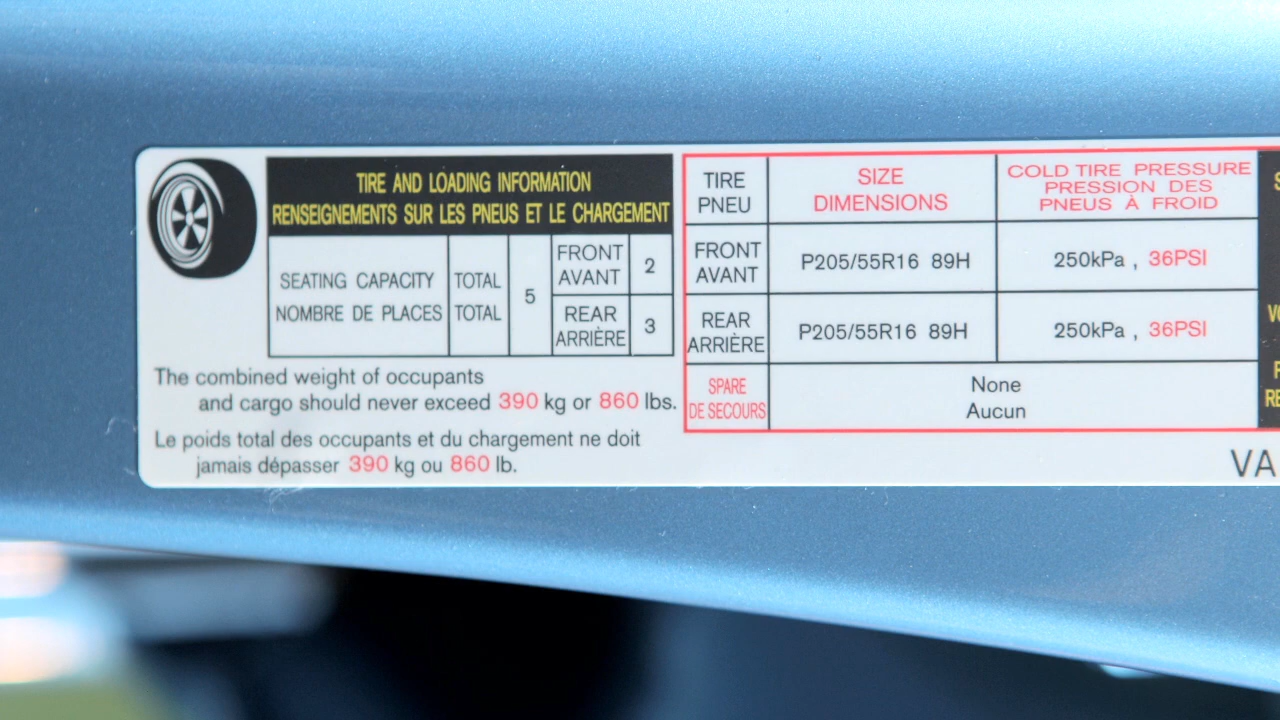 TIRE AND LOADING INFORMATION
RENSEIGNEMENTS SUR LES PNEUS ET LE CHARGEMENT
SEATING CAPACITY
NOMBRE DE PLACES
TOTAL
TOTAL
5
FRONT
AVANT
2
REAR
ARRIÈRE
3
The combined weight of occupants
and cargo should never exceed 390 kg or 860 lbs.
Le poids total des occupants et du chargement ne doit
jamais dépasser 390 kg ou 860 lb.
TIRE
PNEU
SIZE
DIMENSIONS
COLD TIRE PRESSURE
PRESSION DES
PNEUS À FROID
FRONT
AVANT
P205/55R16 89H
250kPa , 36PSI
REAR
ARRIÈRE
P205/55R16 89H
250kPa , 36PSI
SPARE
DE SECOURS
None
Aucun